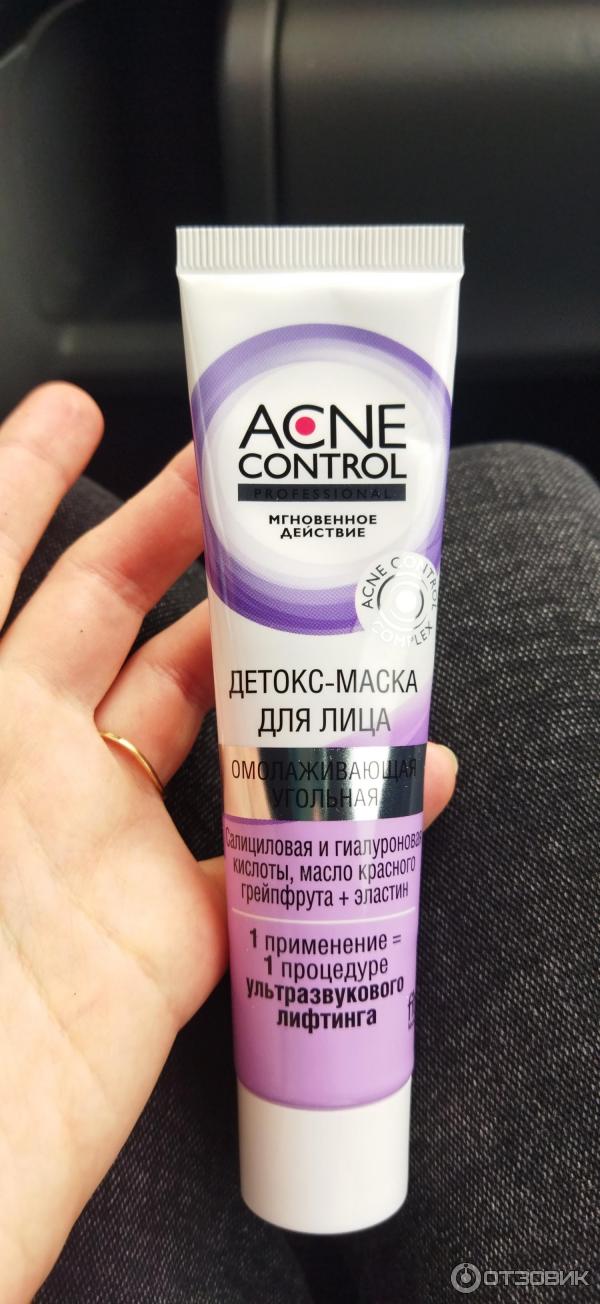 ACNE
CONTROL
PROFESSIONAL
МГНОВЕННОЕ
ДЕЙСТВИЕ
ACNE CONTROL
COMPLEX
ДЕТОКС-МАСКА
ДЛЯ ЛИЦА
ОМОЛАЖИВАЮЩАЯ
УГОЛЬНАЯ
Салициловая и гиалуроновая
кислоты, масло красного
грейпфрута + эластин
1 применение =
1 процедуре
ультразвукового
лифтинга
ОТЗОВИК